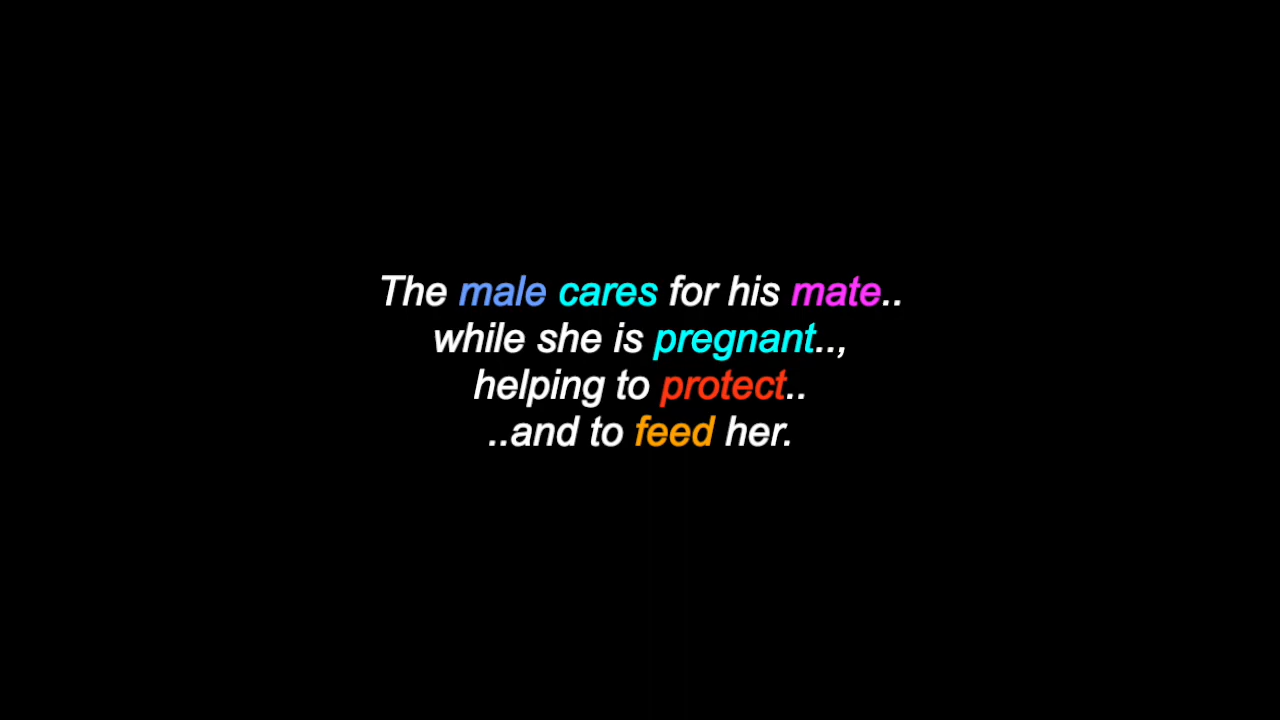 The male cares for his mate..
while she is pregnant..,
helping to protect..
..and to feed her.